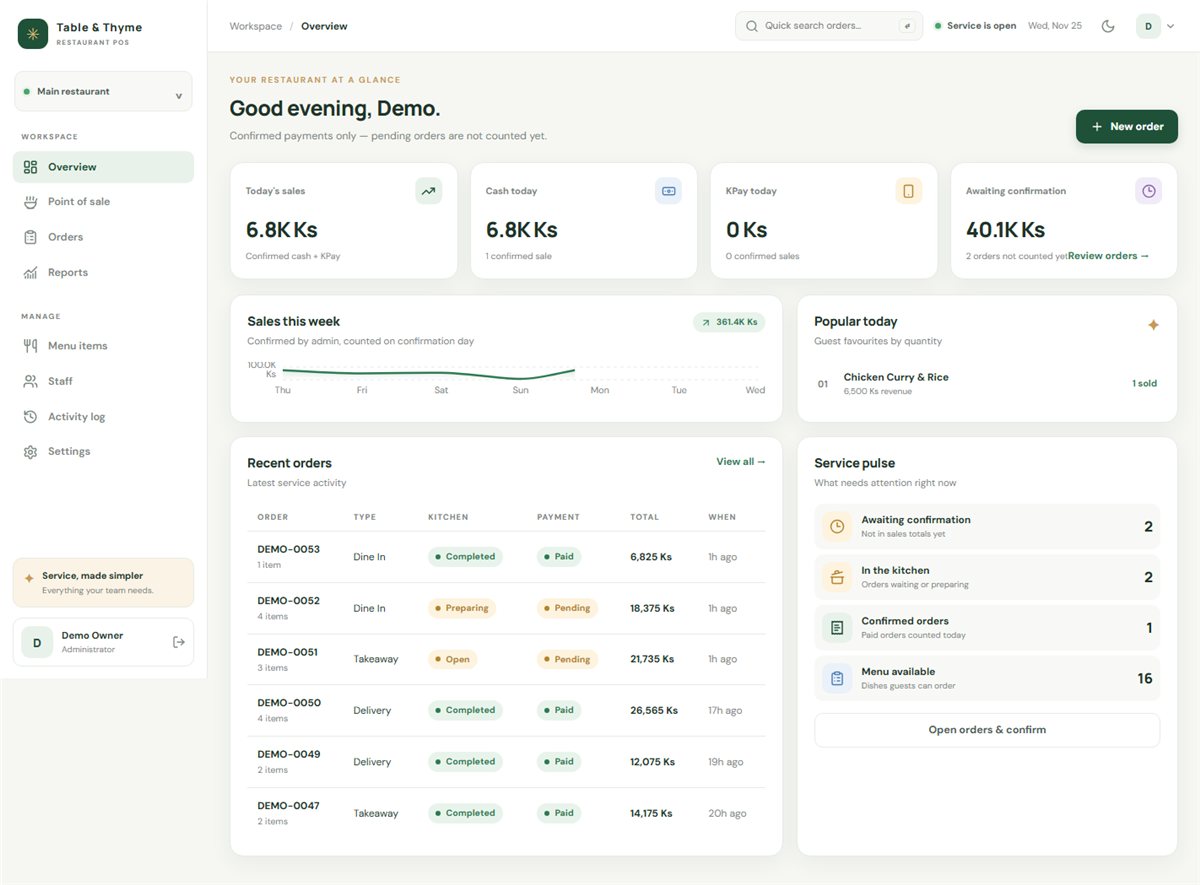 Table & Thyme
RESTAURANT POS
Main restaurant
WORKSPACE
Overview
Point of sale
Orders
Reports
MANAGE
Menu items
Staff
Activity log
Settings
Service, made simpler
Everything your team needs.
D
Demo Owner
Administrator
Workspace / Overview
Quick search orders...
Service is open
Wed, Nov 25
D
YOUR RESTAURANT AT A GLANCE
Good evening, Demo.
Confirmed payments only — pending orders are not counted yet.
+ New order
Today's sales
6.8K Ks
Confirmed cash + KPay
Cash today
6.8K Ks
1 confirmed sale
KPay today
0 Ks
0 confirmed sales
Awaiting confirmation
40.1K Ks
2 orders not counted yetReview orders →
Sales this week
361.4K Ks
Confirmed by admin, counted on confirmation day
100.0K
Ks
Thu Fri Sat Sun Mon Tue Wed
Popular today
Guest favourites by quantity
01 Chicken Curry & Rice 1 sold
6,500 Ks revenue
Recent orders
View all →
Latest service activity
ORDER TYPE KITCHEN PAYMENT TOTAL WHEN
DEMO-0053 Dine In Completed Paid 6,825 Ks 1h ago
1 item
DEMO-0052 Dine In Preparing Pending 18,375 Ks 1h ago
4 items
DEMO-0051 Takeaway Open Pending 21,735 Ks 1h ago
3 items
DEMO-0050 Delivery Completed Paid 26,565 Ks 17h ago
4 items
DEMO-0049 Delivery Completed Paid 12,075 Ks 19h ago
2 items
DEMO-0047 Takeaway Completed Paid 14,175 Ks 20h ago
2 items
Service pulse
What needs attention right now
Awaiting confirmation 2
Not in sales totals yet
In the kitchen 2
Orders waiting or preparing
Confirmed orders 1
Paid orders counted today
Menu available 16
Dishes guests can order
Open orders & confirm